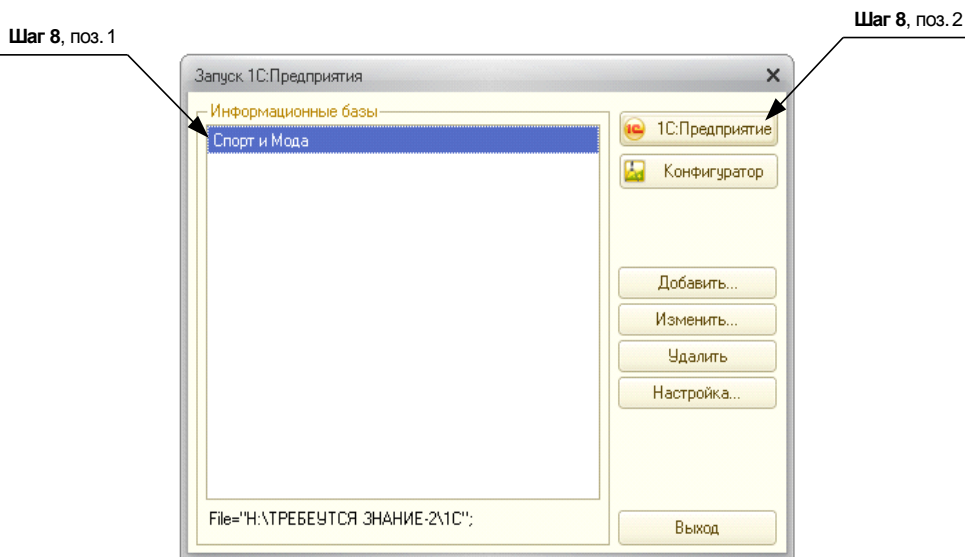 Шаг 8, поз. 1
Шаг 8, поз. 2
Запуск 1С:Предприятия
Информационные базы
Спорт и Мода
1С:Предприятие
Конфигуратор
Добавить...
Изменить...
Удалить
Настройка...
File="H:\ТРЕБЕУТСЯ ЗНАНИЕ-2\1С";
Выход